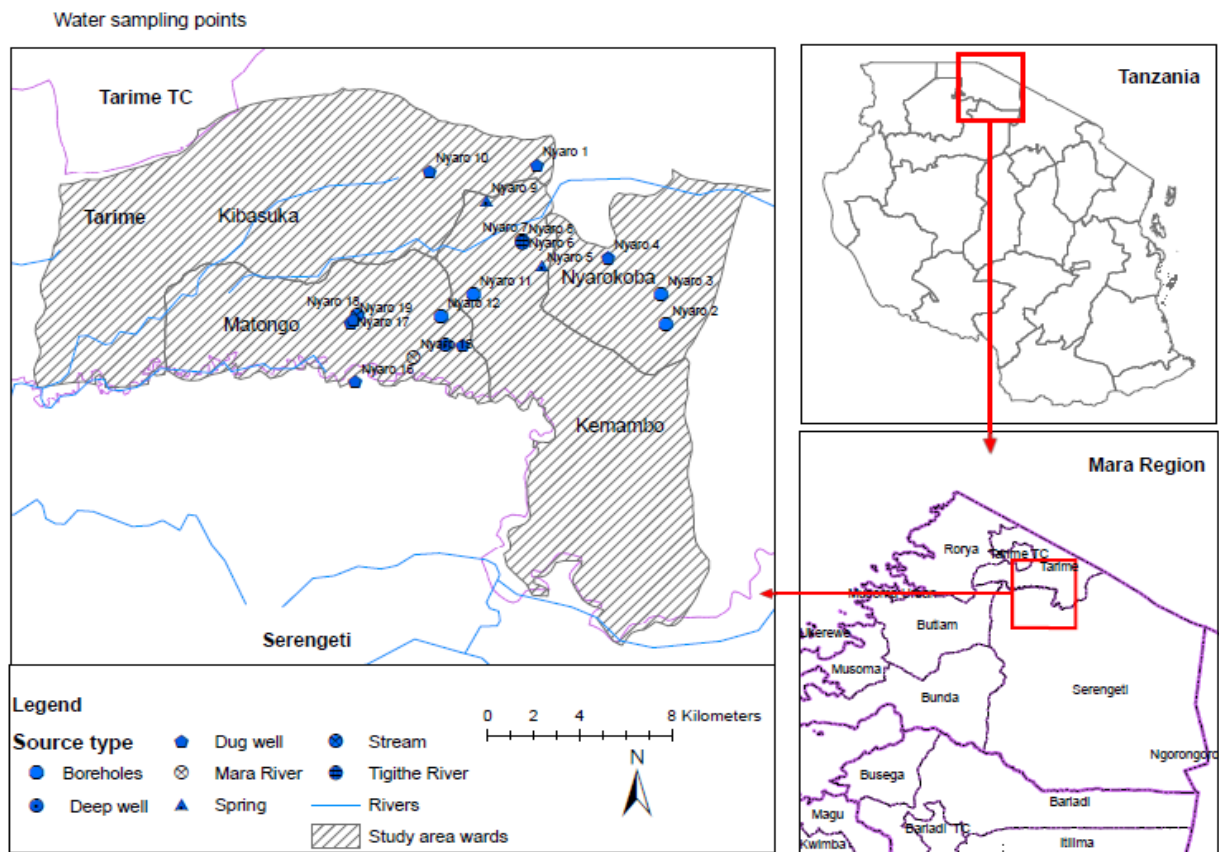 Water sampling points
Tarime TC
Nyaro 1
Nyaro 10
Nyaro 9
Tarime
Kibasuka
Nyaro 7
Nyaro 6
Nyaro 4
Nyaro 5
Nyarokoba
Nyaro 11
Nyaro 3
Nyaro 18
Nyaro 19
Nyaro 12
Matongo
Nyaro 17
Nyaro 2
Nyaro 16
Kemambo
Serengeti
Legend
Source type
Dug well
Stream
Boreholes
Mara River
Tigithe River
Deep well
Spring
Rivers
Study area wards
0 2 4 8 Kilometers
N
Tanzania
Mara Region
Rorya
Tarime TC
Tarime
Butiam
Musoma
Bunda
Serengeti
Ngorongoro
Busega
Bariadi
Magu
Bariadi TC
Kwimba
Itilima